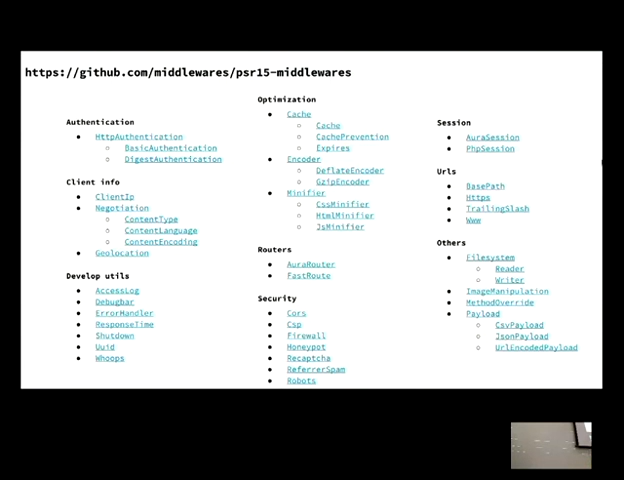 https://github.com/middlewares/psr15-middlewares
Authentication
HttpAuthentication
BasicAuthentication
DigestAuthentication
Client info
ClientIp
Negotiation
ContentType
ContentLanguage
ContentEncoding
Geolocation
Develop utils
AccessLog
Debugbar
ErrorHandler
ResponseTime
Shutdown
Uuid
Whoops
Optimization
Cache
Cache
CachePrevention
Expires
Encoder
DeflateEncoder
GzipEncoder
Minifier
CssMinifier
HtmlMinifier
JsMinifier
Routers
AuraRouter
FastRoute
Security
Cors
Csp
Firewall
Honeypot
Recaptcha
ReferrerSpam
Robots
Session
AuraSession
PhpSession
Urls
BasePath
Https
TrailingSlash
Www
Others
Filesystem
Reader
Writer
ImageManipulation
MethodOverride
Payload
CsvPayload
JsonPayload
UrlEncodedPayload